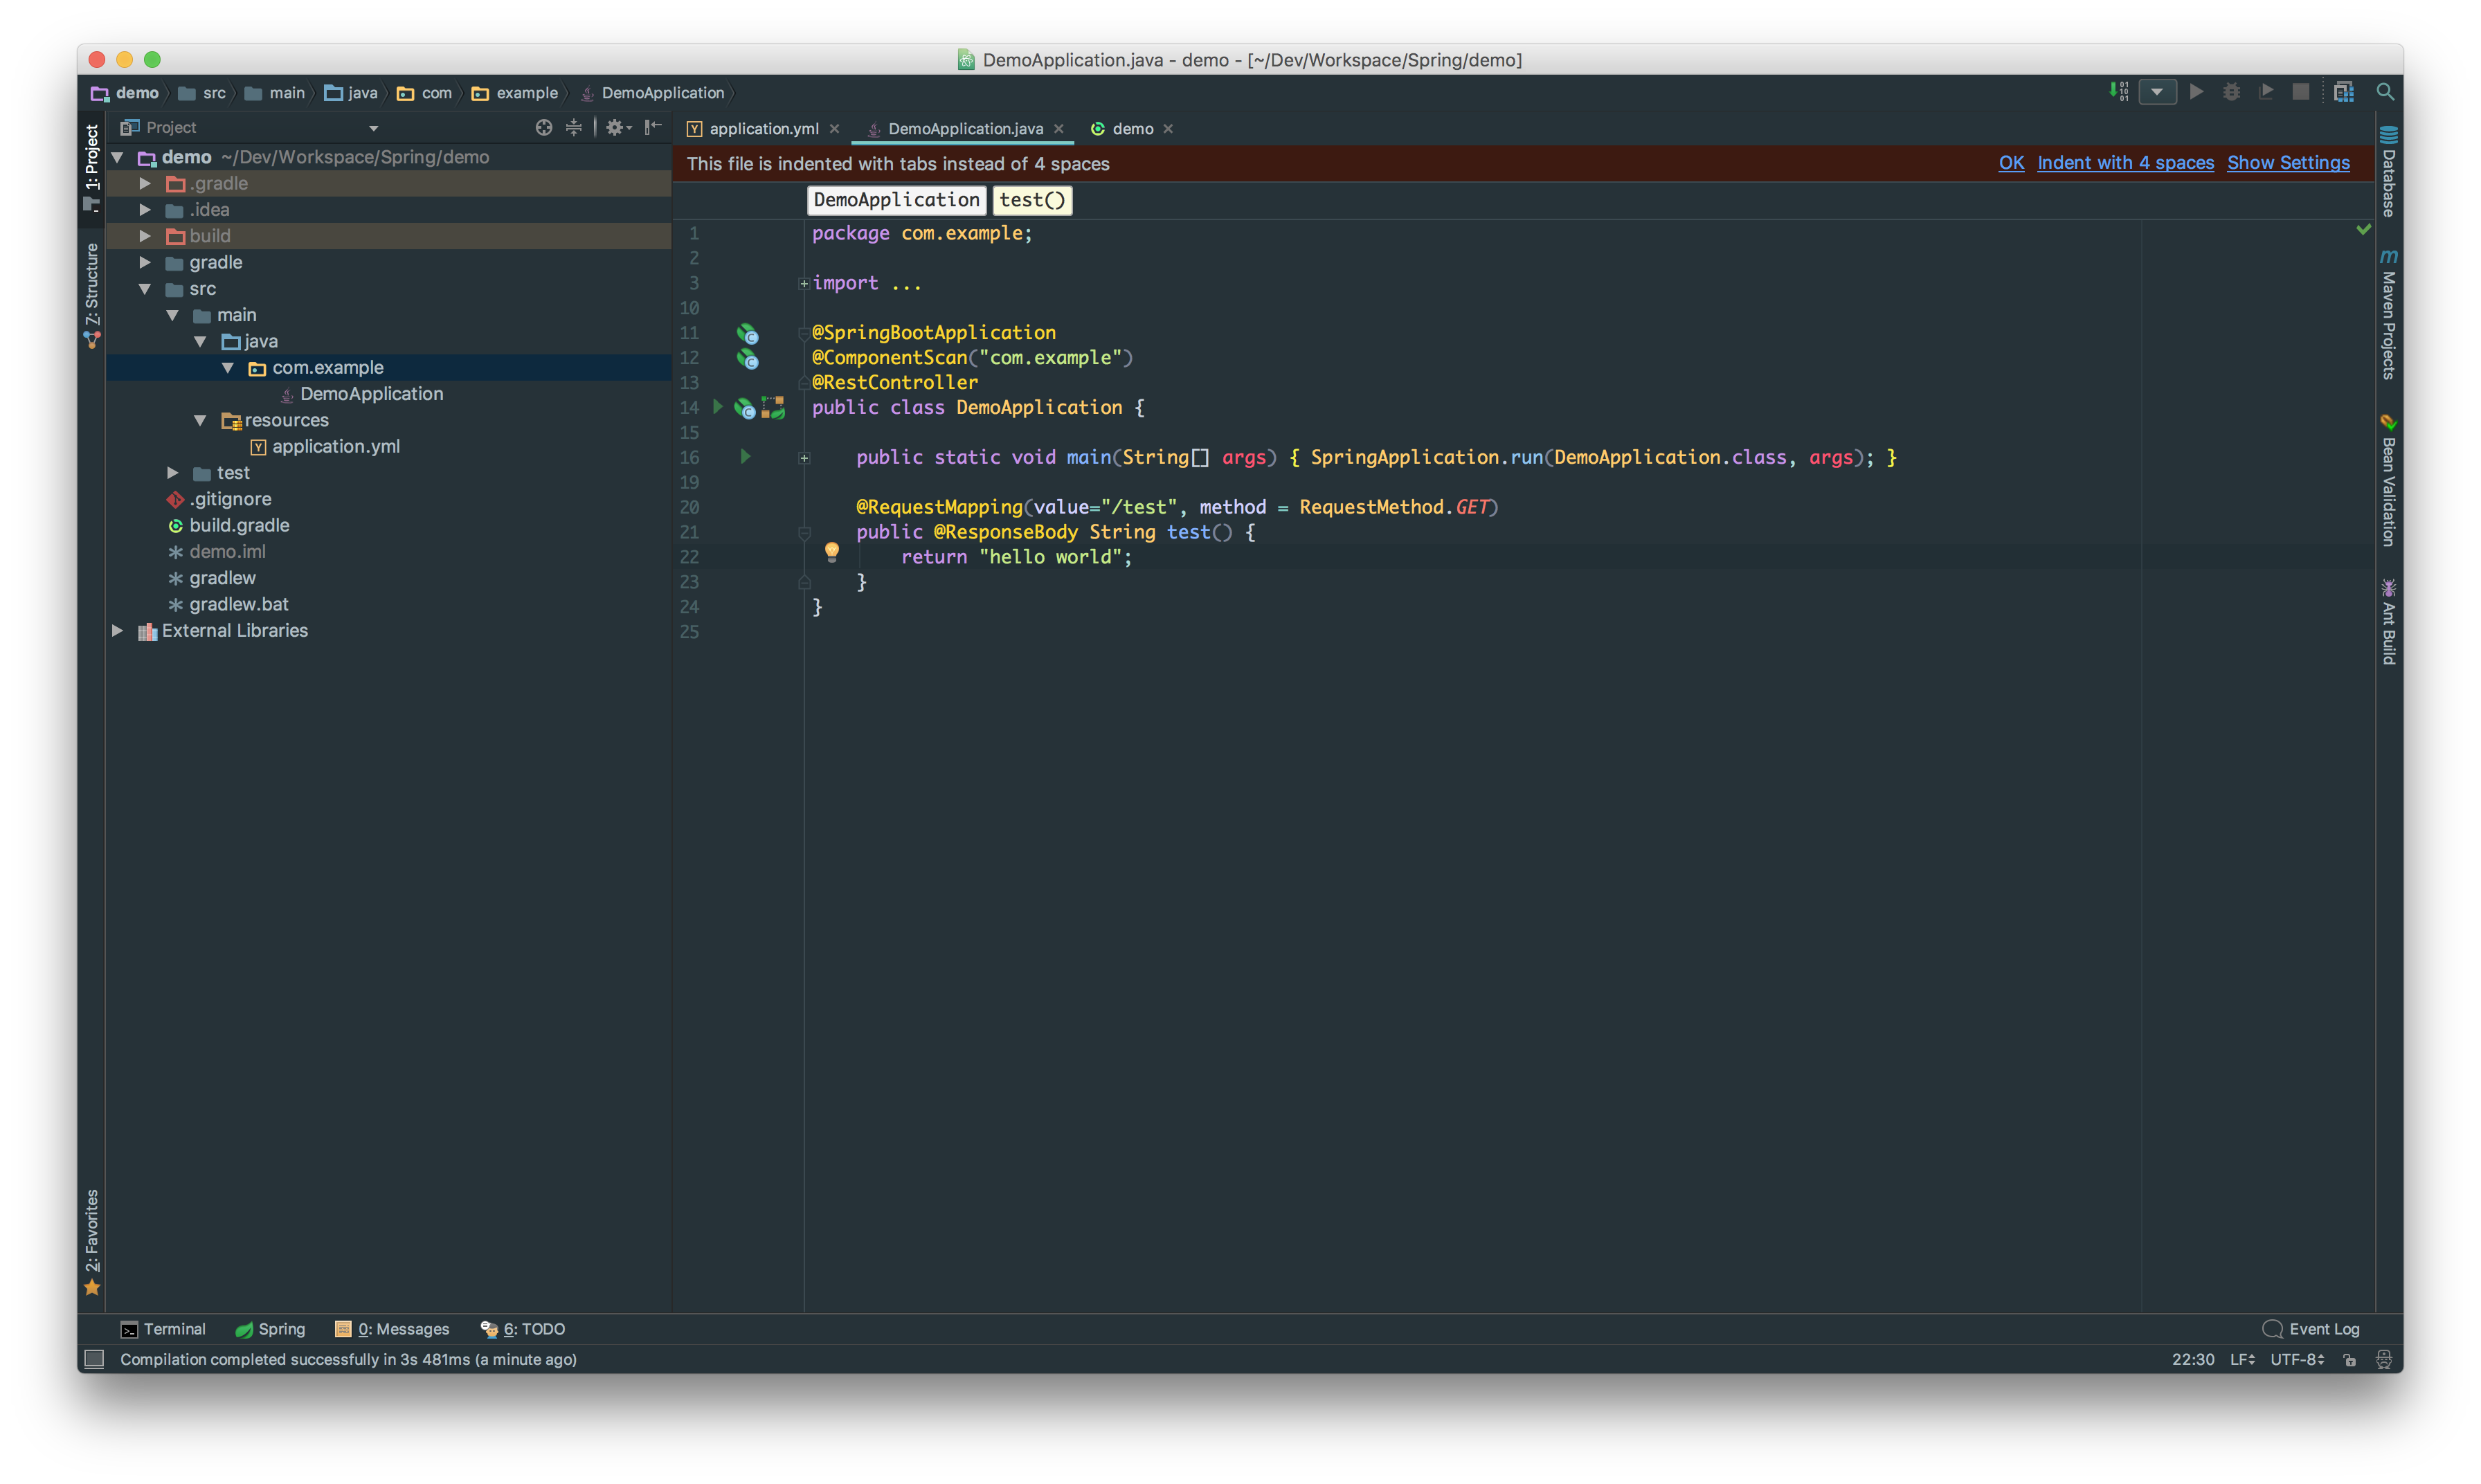 DemoApplication.java - demo - [~/Dev/Workspace/Spring/demo]
demo src main java com example DemoApplication
1: Project
7: Structure
2: Favorites
Project
demo ~/Dev/Workspace/Spring/demo
.gradle
.idea
build
gradle
src
main
java
com.example
DemoApplication
resources
application.yml
test
.gitignore
build.gradle
demo.iml
gradlew
gradlew.bat
External Libraries
application.yml DemoApplication.java demo
This file is indented with tabs instead of 4 spaces OK Indent with 4 spaces Show Settings
DemoApplication test()
1 package com.example;
2
3 import ...
10
11 @SpringBootApplication
12 @ComponentScan("com.example")
13 @RestController
14 public class DemoApplication {
15
16 public static void main(String[] args) { SpringApplication.run(DemoApplication.class, args); }
19
20 @RequestMapping(value="/test", method = RequestMethod.GET)
21 public @ResponseBody String test() {
22 return "hello world";
23 }
24 }
25
Database
Maven Projects
Bean Validation
Ant Build
Terminal Spring 0: Messages 6: TODO Event Log
Compilation completed successfully in 3s 481ms (a minute ago) 22:30 LF UTF-8